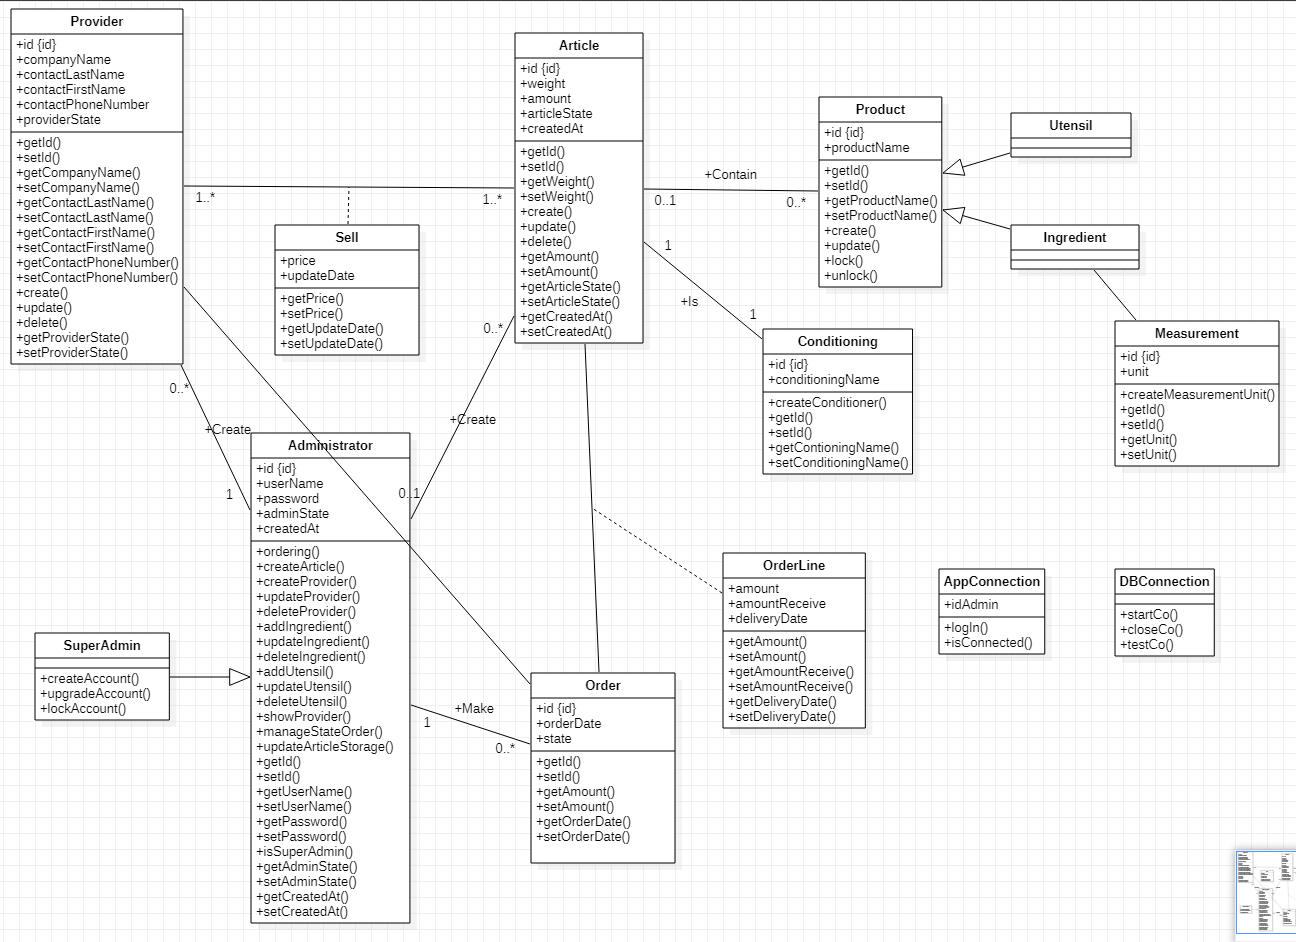 Provider
+id {id}
+companyName
+contactLastName
+contactFirstName
+contactPhoneNumber
+providerState
+getId()
+setId()
+getCompanyName()
+setCompanyName()
+getContactLastName()
+setContactLastName()
+getContactFirstName()
+setContactFirstName()
+getContactPhoneNumber()
+setContactPhoneNumber()
+create()
+update()
+delete()
+getProviderState()
+setProviderState()
1..*
1..*
Sell
+price
+updateDate
+getPrice()
+setPrice()
+getUpdateDate()
+setUpdateDate()
Article
+id {id}
+weight
+amount
+articleState
+createdAt
+getId()
+setId()
+getWeight()
+setWeight()
+create()
+update()
+delete()
+getAmount()
+setAmount()
+getArticleState()
+setArticleState()
+getCreatedAt()
+setCreatedAt()
+Contain
0..1
0..*
Product
+id {id}
+productName
+getId()
+setId()
+getProductName()
+setProductName()
+create()
+update()
+lock()
+unlock()
Utensil
Ingredient
1
+Is
1
Conditioning
+id {id}
+conditioningName
+createConditioner()
+getId()
+setId()
+getContioningName()
+setConditioningName()
Measurement
+id {id}
+unit
+createMeasurementUnit()
+getId()
+setId()
+getUnit()
+setUnit()
0..*
+Create
1
0..*
+Create
0..1
Administrator
+id {id}
+userName
+password
+adminState
+createdAt
+ordering()
+createArticle()
+createProvider()
+updateProvider()
+deleteProvider()
+addIngredient()
+updateIngredient()
+deleteIngredient()
+addUtensil()
+updateUtensil()
+deleteUtensil()
+showProvider()
+manageStateOrder()
+updateArticleStorage()
+getId()
+setId()
+getUserName()
+setUserName()
+getPassword()
+setPassword()
+isSuperAdmin()
+getAdminState()
+setAdminState()
+getCreatedAt()
+setCreatedAt()
SuperAdmin
+createAccount()
+upgradeAccount()
+lockAccount()
+Make
1
0..*
Order
+id {id}
+orderDate
+state
+getId()
+setId()
+getAmount()
+setAmount()
+getOrderDate()
+setOrderDate()
OrderLine
+amount
+amountReceive
+deliveryDate
+getAmount()
+setAmount()
+getAmountReceive()
+setAmountReceive()
+getDeliveryDate()
+setDeliveryDate()
AppConnection
+idAdmin
+logIn()
+isConnected()
DBConnection
+startCo()
+closeCo()
+testCo()